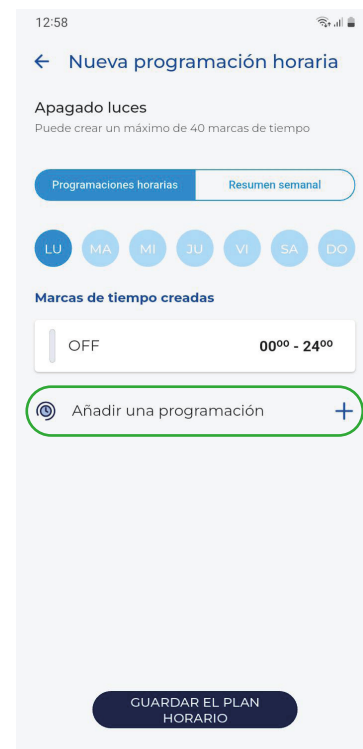 12:58
← Nueva programación horaria
Apagado luces
Puede crear un máximo de 40 marcas de tiempo
Programaciones horarias Resumen semanal
LU MA MI JU VI SA DO
Marcas de tiempo creadas
OFF 00⁰⁰ - 24⁰⁰
Añadir una programación +
GUARDAR EL PLAN
HORARIO